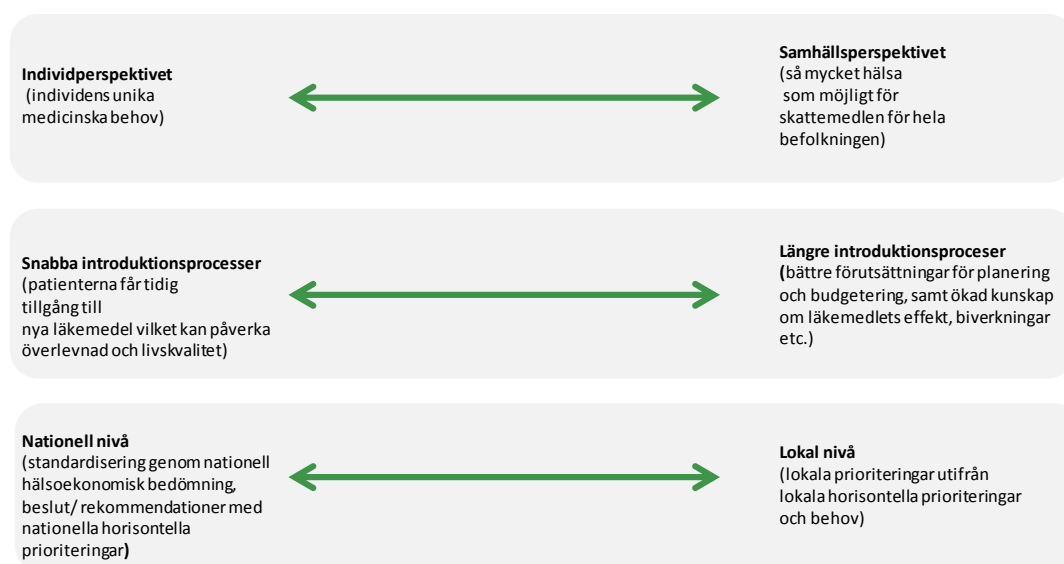 Individperspektivet
(individens unika
medicinska behov)
Samhällsperspektivet
(så mycket hälsa
som möjligt för
skattemedlen för hela
befolkningen)
Snabba introduktionsprocesser
(patienterna får tidig
tillgång till
nya läkemedel vilket kan påverka
överlevnad och livskvalitet)
Längre introduktionsproceser
(bättre förutsättningar för planering
och budgetering, samt ökad kunskap
om läkemedlets effekt, biverkningar
etc.)
Nationell nivå
(standardisering genom nationell
hälsoekonomisk bedömning,
beslut/ rekommendationer med
nationella horisontella
prioriteringar)
Lokal nivå
(lokala prioriteringar utifrån
lokala horisontella prioriteringar
och behov)